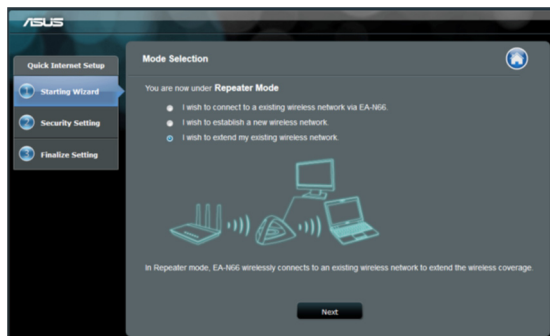 ASUS
Quick Internet Setup
1 Starting Wizard
2 Security Setting
3 Finalize Setting
Mode Selection
You are now under Repeater Mode
I wish to connect to a existing wireless network via EA-N66.
I wish to establish a new wireless network.
I wish to extend my existing wireless network.
In Repeater mode, EA-N66 wirelessly connects to an existing wireless network to extend the wireless coverage.
Next